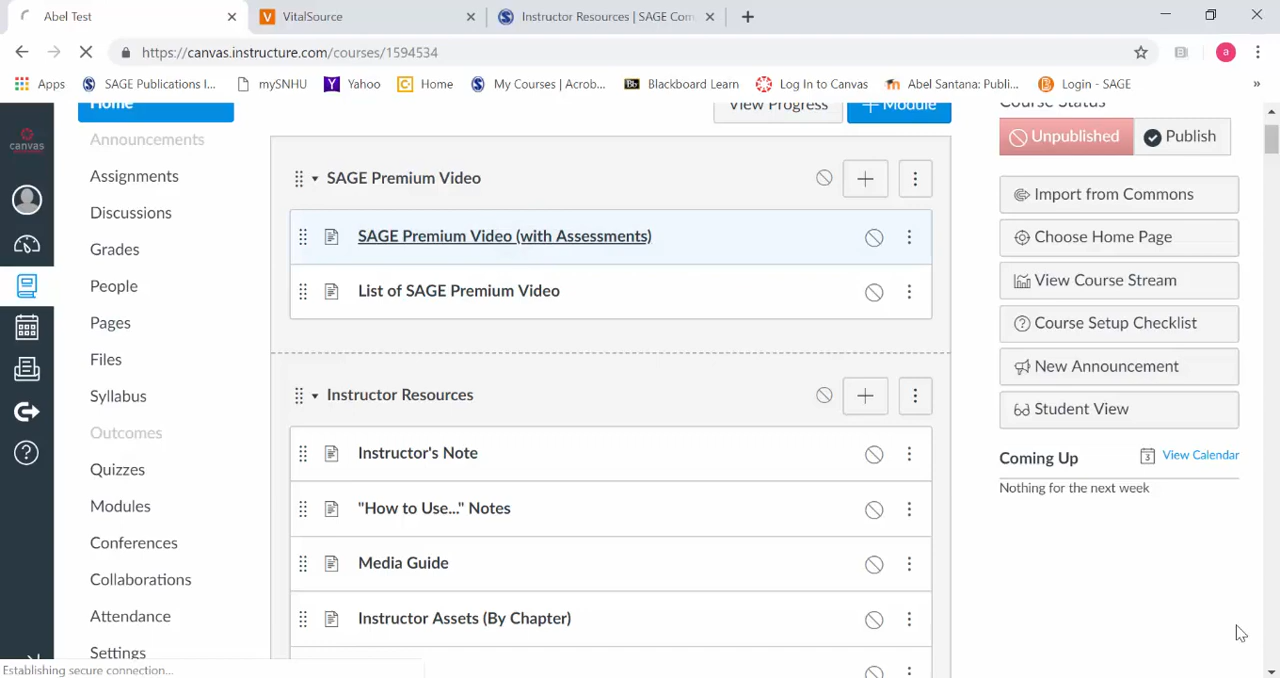 Abel Test
VitalSource
Instructor Resources | SAGE Com
https://canvas.instructure.com/courses/1594534
a
Apps
SAGE Publications I...
mySNHU
Yahoo
Home
My Courses | Acrob...
Blackboard Learn
Log In to Canvas
Abel Santana: Publi...
Login - SAGE
»
canvas
Home
Announcements
Assignments
Discussions
Grades
People
Pages
Files
Syllabus
Outcomes
Quizzes
Modules
Conferences
Collaborations
Attendance
Settings
View Progress
+ Module
SAGE Premium Video
SAGE Premium Video (with Assessments)
List of SAGE Premium Video
Instructor Resources
Instructor's Note
"How to Use..." Notes
Media Guide
Instructor Assets (By Chapter)
Course Status
Unpublished
Publish
Import from Commons
Choose Home Page
View Course Stream
Course Setup Checklist
New Announcement
Student View
Coming Up
3
View Calendar
Nothing for the next week
Establishing secure connection...